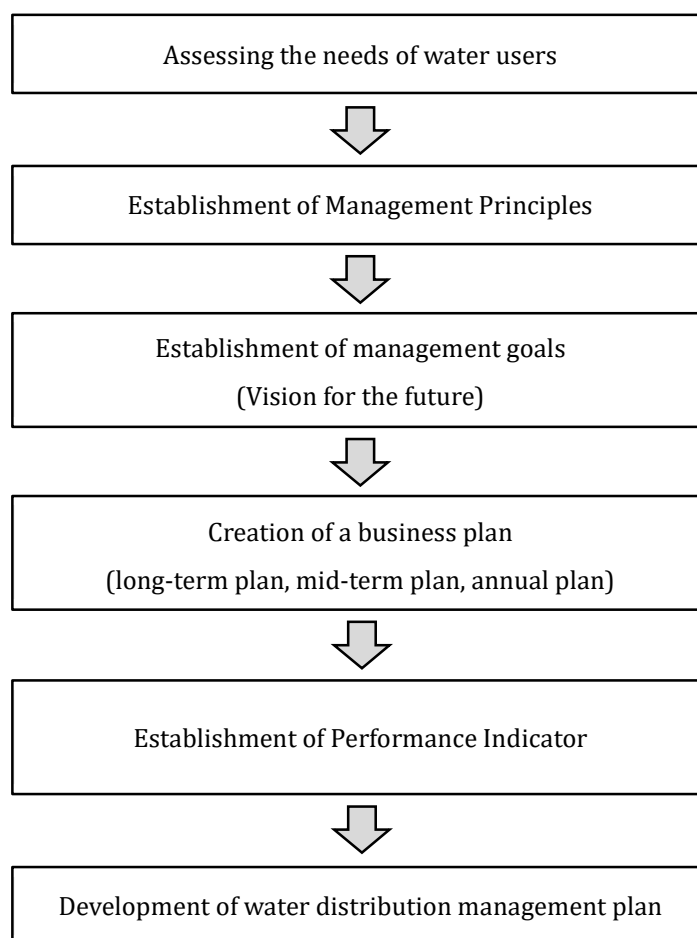 Assessing the needs of water users
Establishment of Management Principles
Establishment of management goals
(Vision for the future)
Creation of a business plan
(long-term plan, mid-term plan, annual plan)
Establishment of Performance Indicator
Development of water distribution management plan